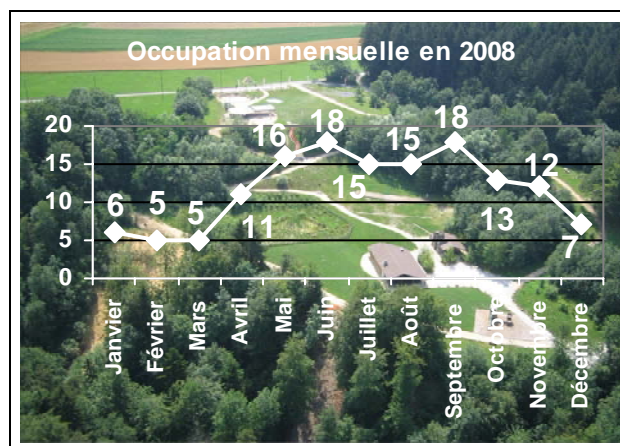 Occupation mensuelle en 2008
20
15
10
5
0
6
5
5
11
16
18
15
15
18
13
12
7
Janvier
Février
Mars
Avril
Mai
Juin
Juillet
Août
Septembre
Octobre
Novembre
Décembre